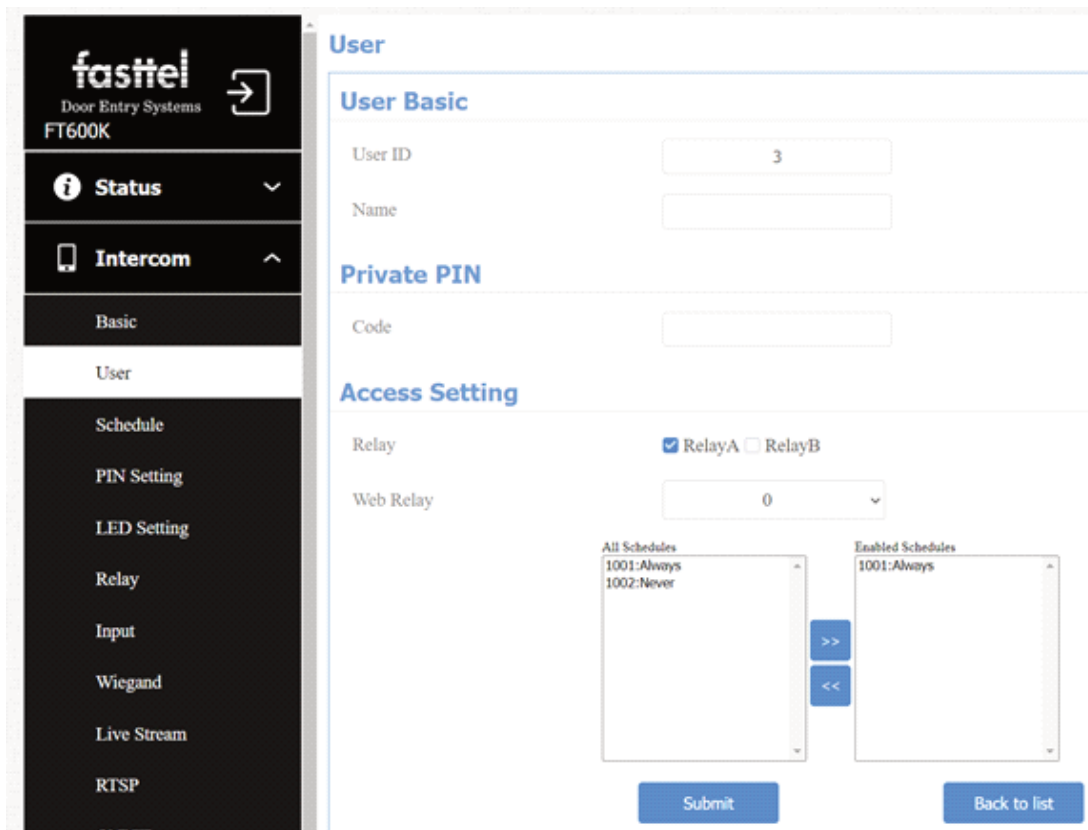 fasttel
Door Entry Systems
FT600K
Status
Intercom
Basic
User
Schedule
PIN Setting
LED Setting
Relay
Input
Wiegand
Live Stream
RTSP
User
User Basic
User ID 3
Name
Private PIN
Code
Access Setting
Relay RelayA RelayB
Web Relay 0
All Schedules
1001:Always
1002:Never
>>
<<
Enabled Schedules
1001:Always
Submit Back to list